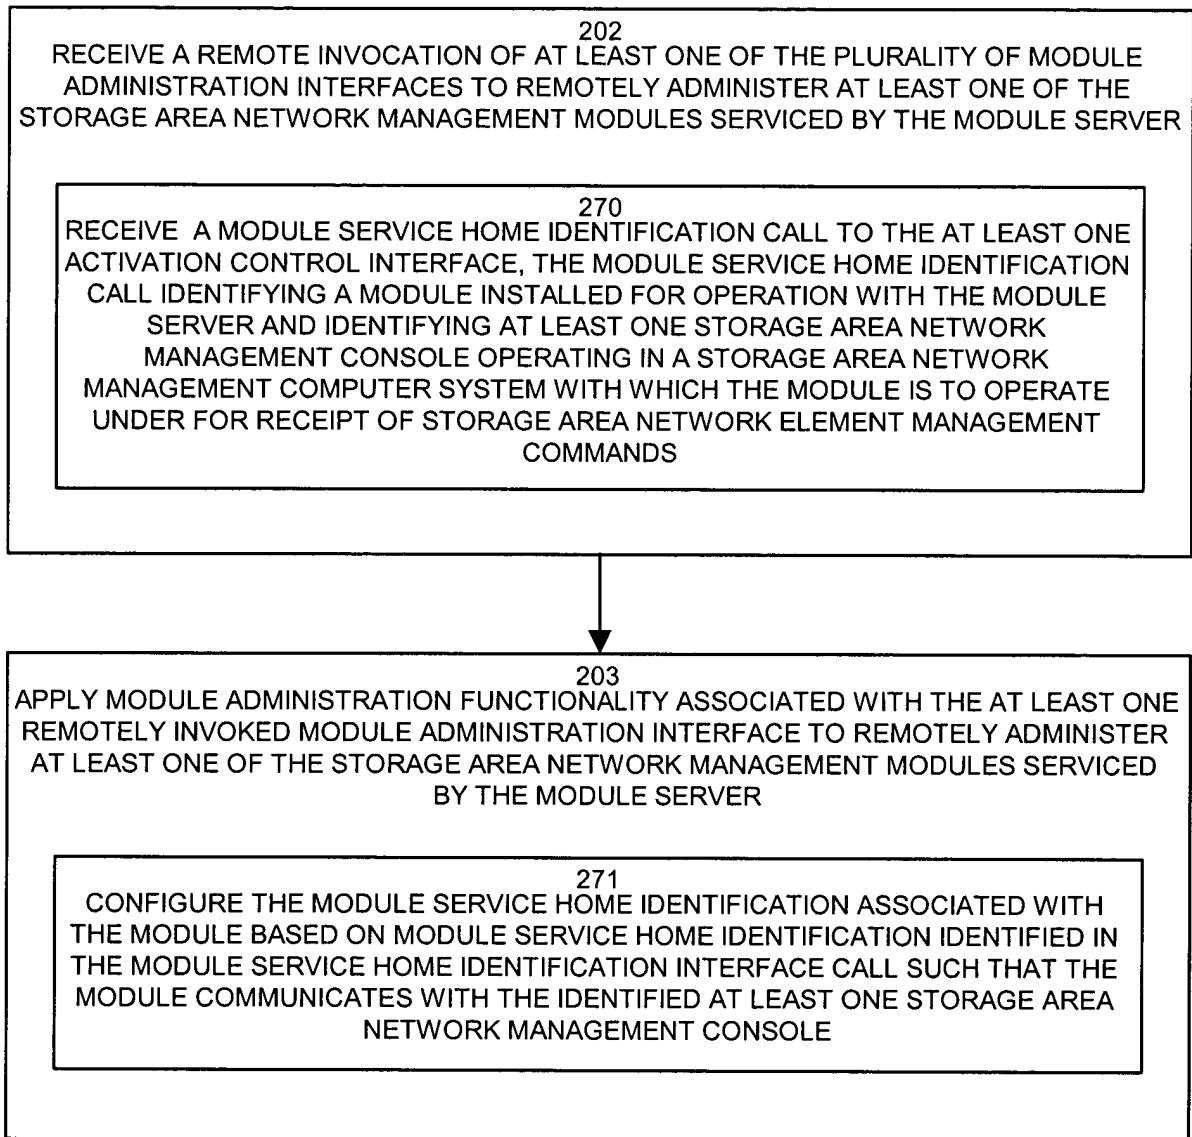 202
RECEIVE A REMOTE INVOCATION OF AT LEAST ONE OF THE PLURALITY OF MODULE
ADMINISTRATION INTERFACES TO REMOTELY ADMINISTER AT LEAST ONE OF THE
STORAGE AREA NETWORK MANAGEMENT MODULES SERVICED BY THE MODULE SERVER
270
RECEIVE A MODULE SERVICE HOME IDENTIFICATION CALL TO THE AT LEAST ONE
ACTIVATION CONTROL INTERFACE, THE MODULE SERVICE HOME IDENTIFICATION
CALL IDENTIFYING A MODULE INSTALLED FOR OPERATION WITH THE MODULE
SERVER AND IDENTIFYING AT LEAST ONE STORAGE AREA NETWORK
MANAGEMENT CONSOLE OPERATING IN A STORAGE AREA NETWORK
MANAGEMENT COMPUTER SYSTEM WITH WHICH THE MODULE IS TO OPERATE
UNDER FOR RECEIPT OF STORAGE AREA NETWORK ELEMENT MANAGEMENT
COMMANDS
203
APPLY MODULE ADMINISTRATION FUNCTIONALITY ASSOCIATED WITH THE AT LEAST ONE
REMOTELY INVOKED MODULE ADMINISTRATION INTERFACE TO REMOTELY ADMINISTER
AT LEAST ONE OF THE STORAGE AREA NETWORK MANAGEMENT MODULES SERVICED
BY THE MODULE SERVER
271
CONFIGURE THE MODULE SERVICE HOME IDENTIFICATION ASSOCIATED WITH
THE MODULE BASED ON MODULE SERVICE HOME IDENTIFICATION IDENTIFIED IN
THE MODULE SERVICE HOME IDENTIFICATION INTERFACE CALL SUCH THAT THE
MODULE COMMUNICATES WITH THE IDENTIFIED AT LEAST ONE STORAGE AREA
NETWORK MANAGEMENT CONSOLE